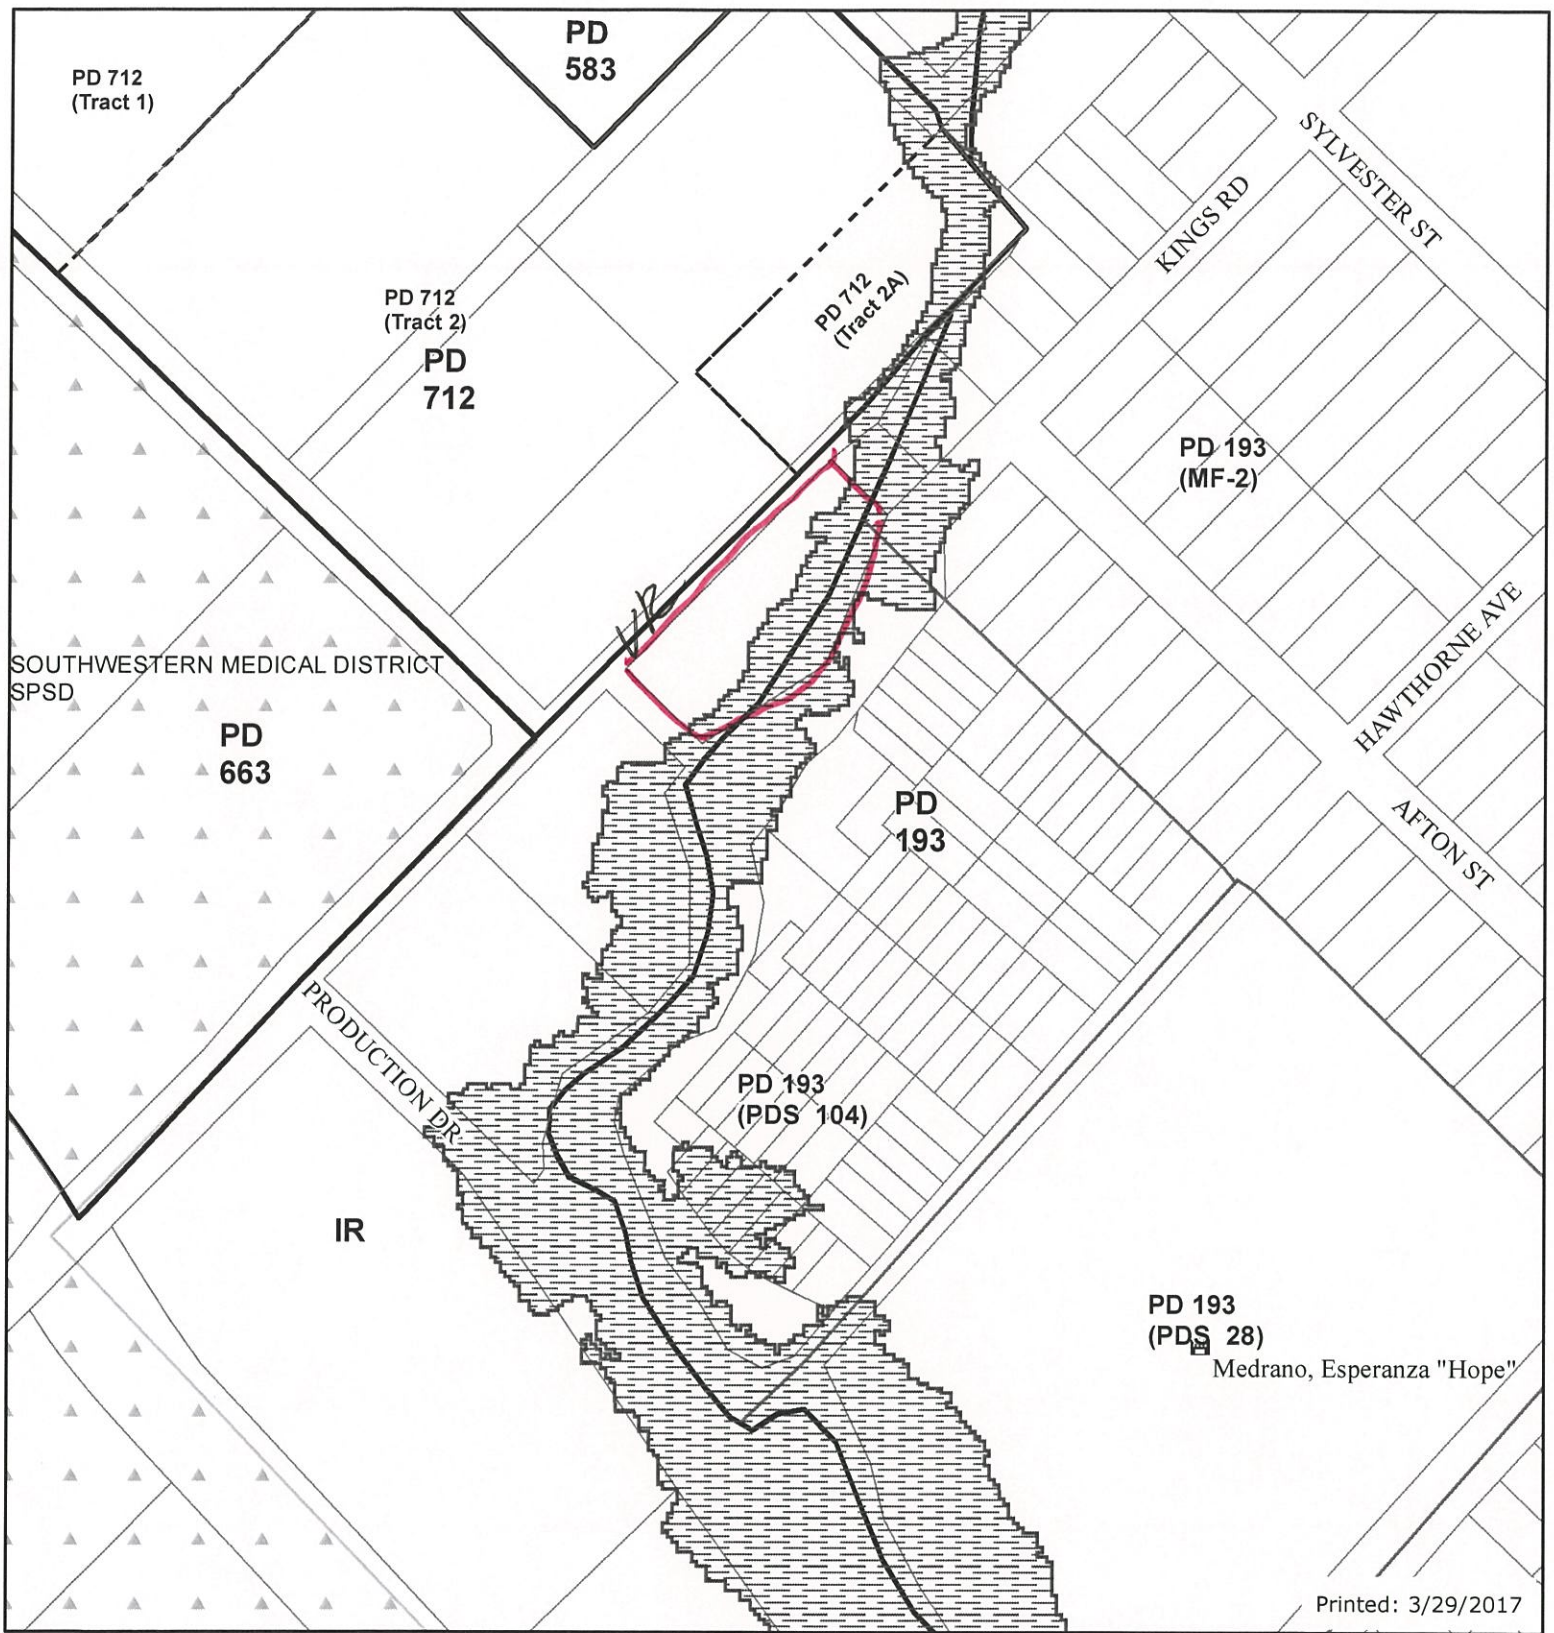 PD
583
PD 712
(Tract 1)
SYLVESTER ST
KINGS RD
PD 712
(Tract 2A)
PD 712
(Tract 2)
PD
712
PD 193
(MF-2)
VR
HAWTHORNE AVE
SOUTHWESTERN MEDICAL DISTRICT
SPSD
PD
663
PD
193
AFTON ST
PRODUCTION DR
PD 193
(PDS 104)
IR
PD 193
(PDS 28)
Medrano, Esperanza "Hope"
Printed: 3/29/2017